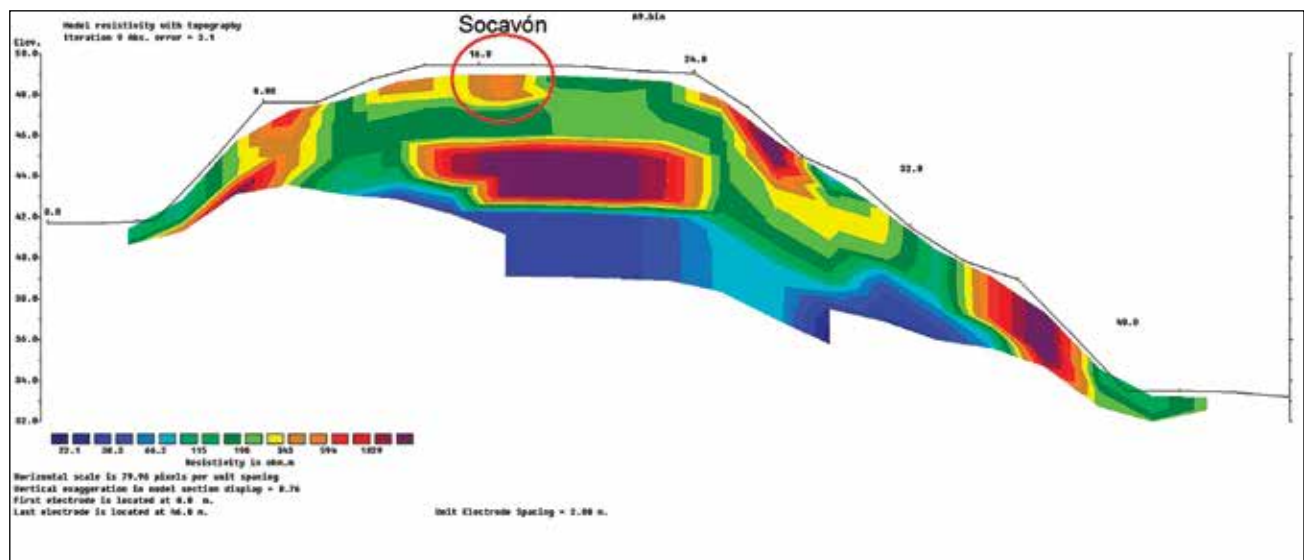 Model resistivity with topography
Iteration 8 Abs. error = 3.1
A9.bin
Socavón
Elev.
50.0
48.0
46.0
44.0
42.0
40.0
38.0
36.0
34.0
32.0
0.0
8.00
16.0
24.0
32.0
40.0
22.1 38.3 66.3 115 198 343 594 1029
Resistivity in ohm.m
Horizontal scale is 79.96 pixels per unit spacing
Vertical exaggeration in model section display = 0.76
First electrode is located at 0.0 m.
Last electrode is located at 46.0 m.
Unit Electrode Spacing = 2.00 m.